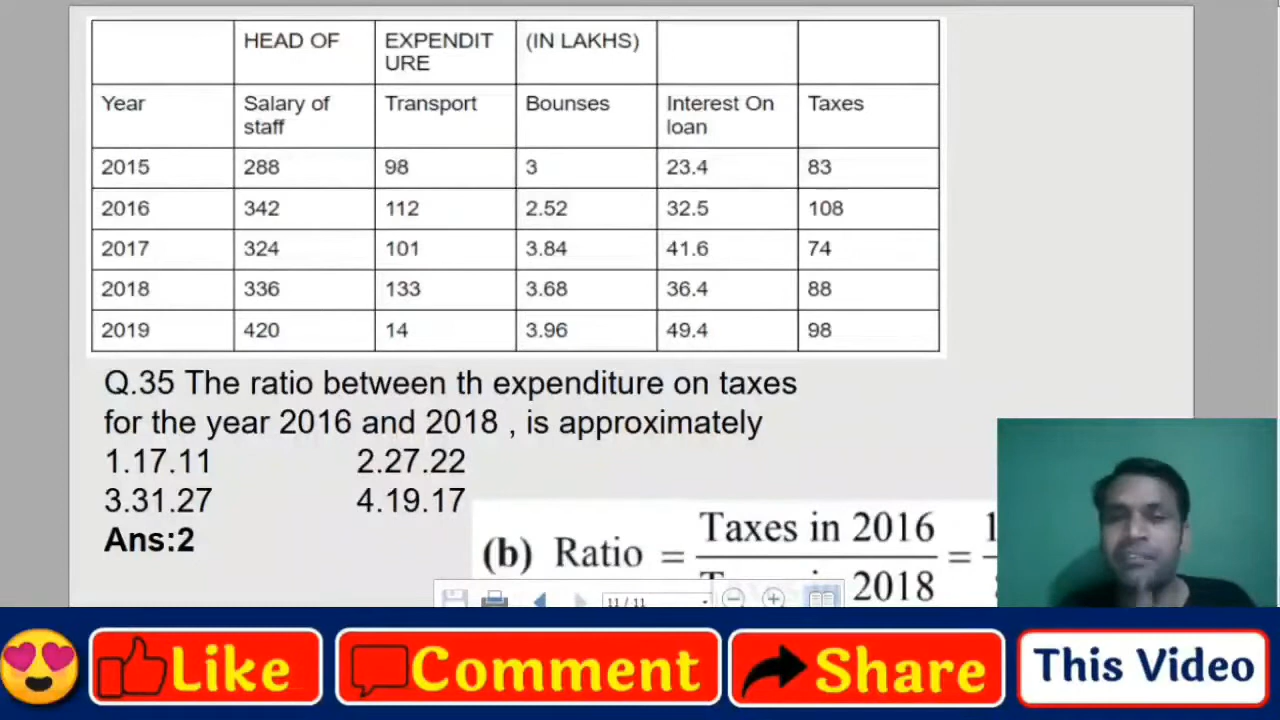 HEAD OF EXPENDIT (IN LAKHS)
URE
Year Salary of Transport Bounses Interest On Taxes
staff loan
2015 288 98 3 23.4 83
2016 342 112 2.52 32.5 108
2017 324 101 3.84 41.6 74
2018 336 133 3.68 36.4 88
2019 420 14 3.96 49.4 98
Q.35 The ratio between th expenditure on taxes
for the year 2016 and 2018 , is approximately
1.17.11 2.27.22
3.31.27 4.19.17
Ans:2
(b) Ratio = Taxes in 2016 =
2018
11 / 11
Like Comment Share This Video